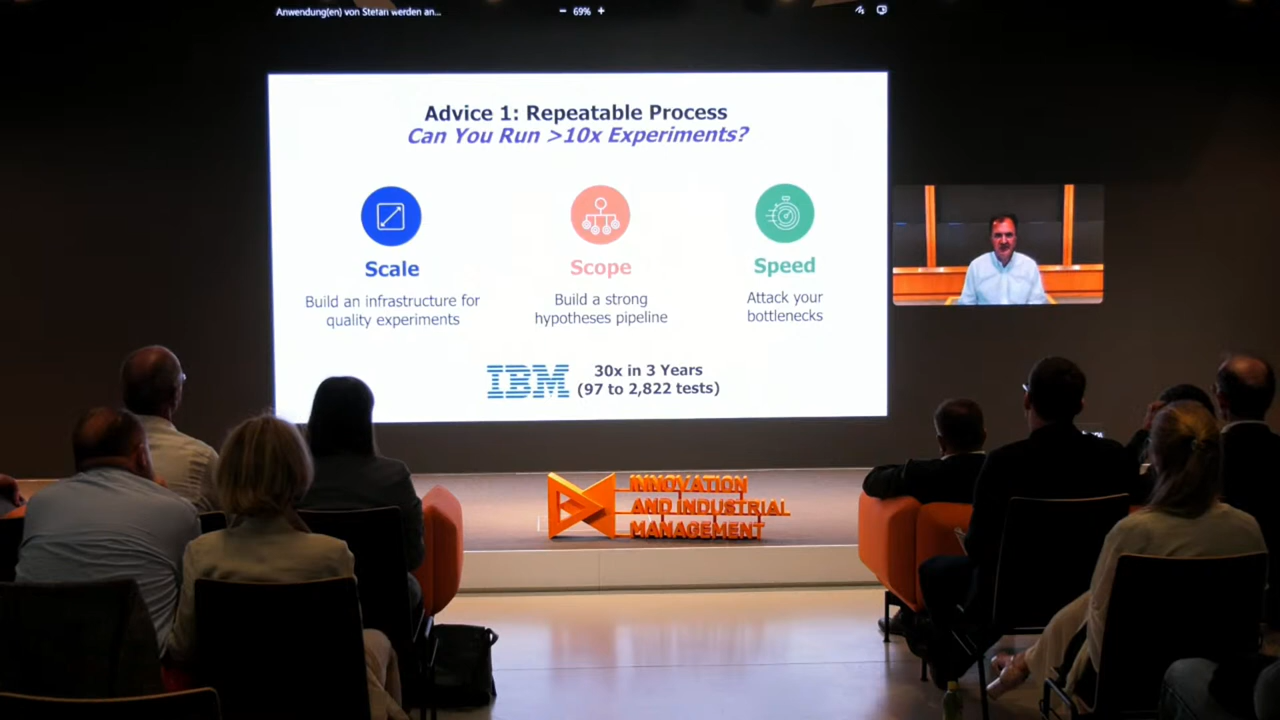 Anwendung(en) von Stefan werden an...
69%
Advice 1: Repeatable Process
Can You Run >10x Experiments?
Scale
Build an infrastructure for
quality experiments
Scope
Build a strong
hypotheses pipeline
Speed
Attack your
bottlenecks
IBM
30x in 3 Years
(97 to 2,822 tests)
INNOVATION
AND INDUSTRIAL
MANAGEMENT